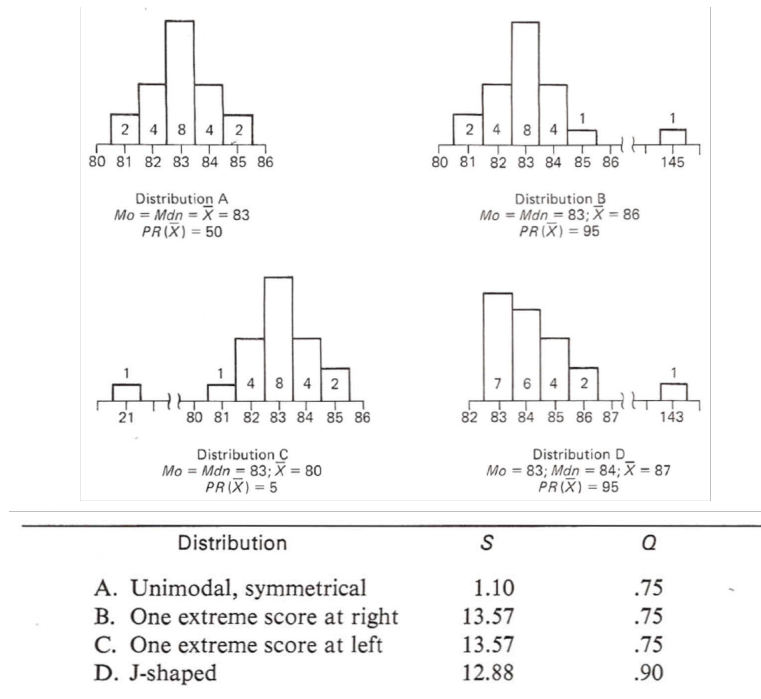 2 4 8 4 2
80 81 82 83 84 85 86
Distribution A
Mo = Mdn = X̅ = 83
PR(X̅) = 50
2 4 8 4 1 1
80 81 82 83 84 85 86 145
Distribution B
Mo = Mdn = 83; X̅ = 86
PR(X̅) = 95
1 1 4 8 4 2
21 80 81 82 83 84 85 86
Distribution C
Mo = Mdn = 83; X̅ = 80
PR(X̅) = 5
7 6 4 2 1
82 83 84 85 86 87 143
Distribution D
Mo = 83; Mdn = 84; X̅ = 87
PR(X̅) = 95
Distribution S Q
A. Unimodal, symmetrical 1.10 .75
B. One extreme score at right 13.57 .75
C. One extreme score at left 13.57 .75
D. J-shaped 12.88 .90